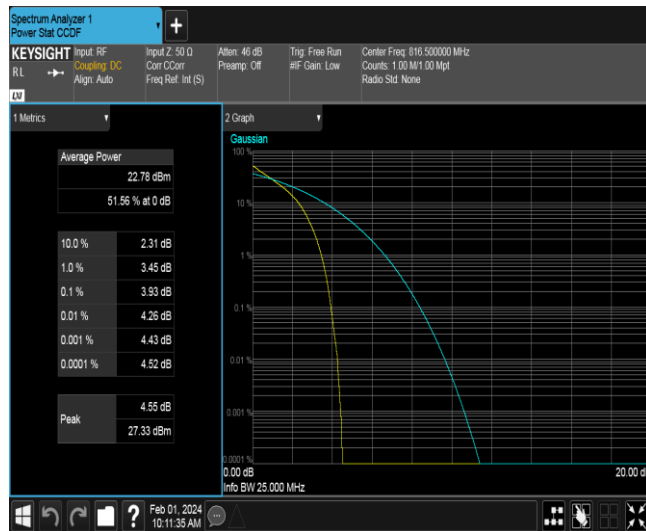 Spectrum Analyzer 1
Power Stat CCDF
+
KEYSIGHT
RL
LXI
Input: RF
Coupling: DC
Align: Auto
Input Z: 50 Ω
Corr CCorr
Freq Ref: Int (S)
Atten: 46 dB
Preamp: Off
Trig: Free Run
#IF Gain: Low
Center Freq: 816.500000 MHz
Counts: 1.00 M/1.00 Mpt
Radio Std: None
1 Metrics
Average Power
22.78 dBm
51.56 % at 0 dB
10.0 % 2.31 dB
1.0 % 3.45 dB
0.1 % 3.93 dB
0.01 % 4.26 dB
0.001 % 4.43 dB
0.0001 % 4.52 dB
Peak
4.55 dB
27.33 dBm
2 Graph
Gaussian
100 %
10 %
1 %
0.1 %
0.01 %
0.001 %
0.0001 %
0.00 dB
20.00 d
Info BW 25.000 MHz
?
Feb 01, 2024
10:11:35 AM